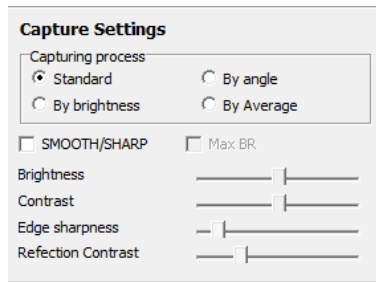 Capture Settings
Capturing process
Standard By angle
By brightness By Average
SMOOTH/SHARP Max BR
Brightness
Contrast
Edge sharpness
Refection Contrast